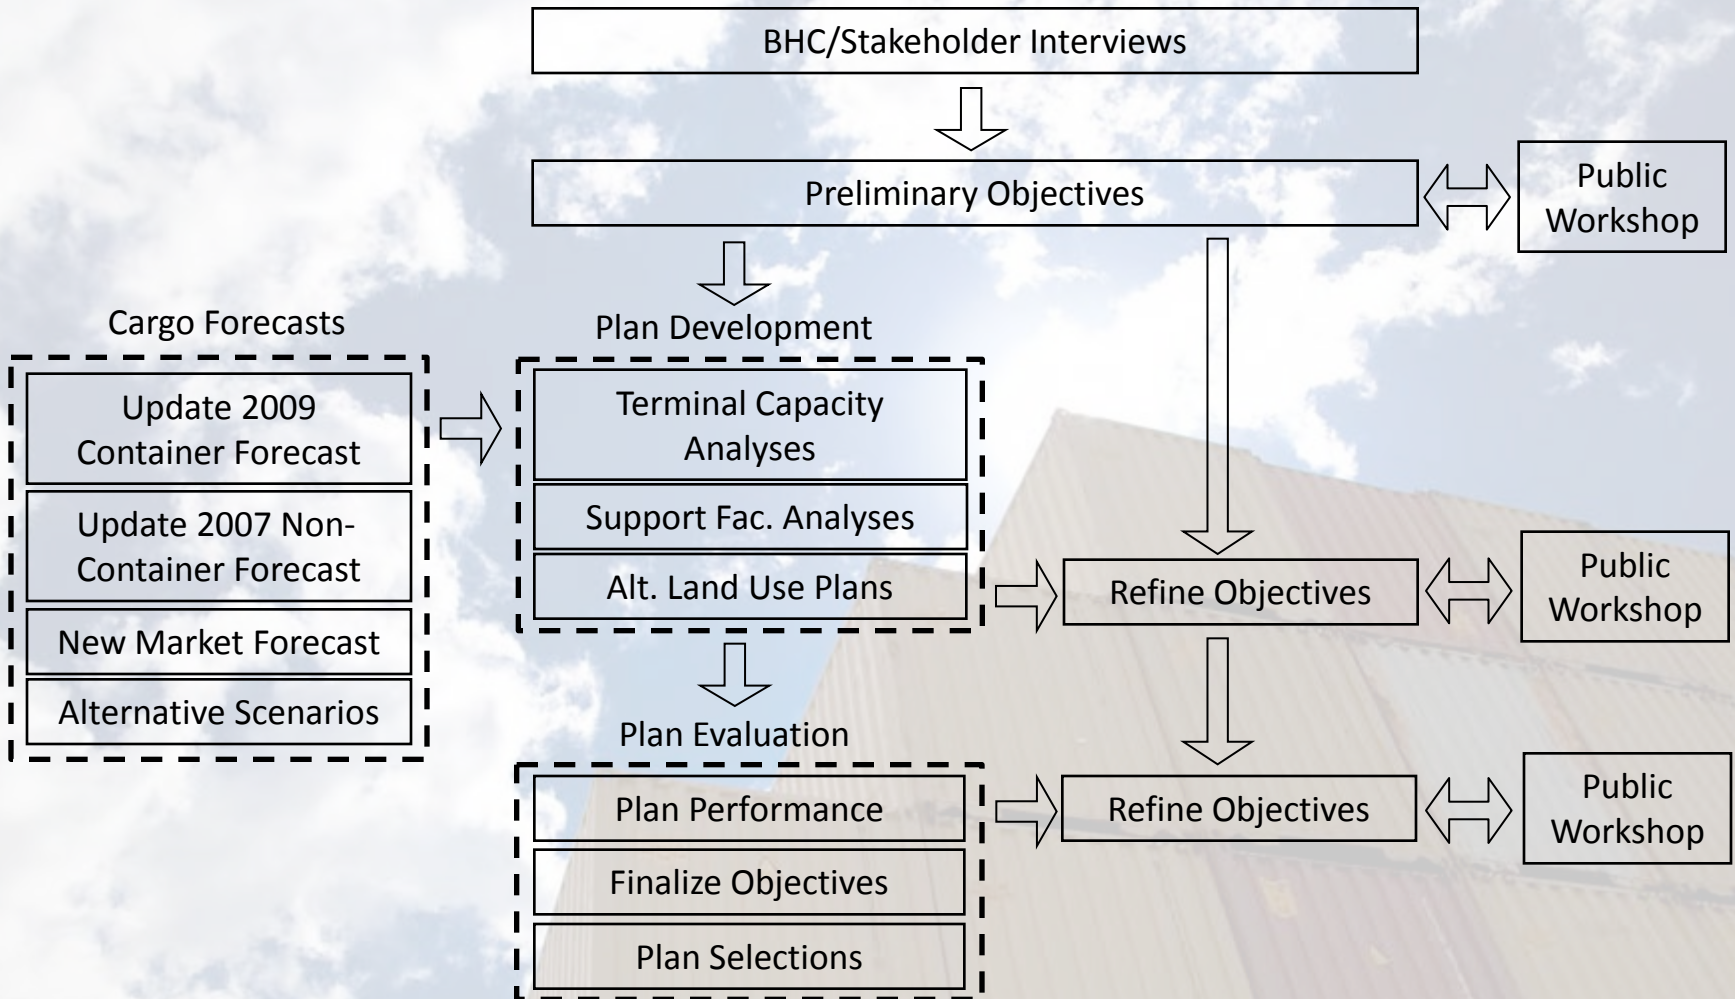 BHC/Stakeholder Interviews
Preliminary Objectives
Public
Workshop
Cargo Forecasts
Update 2009
Container Forecast
Update 2007 Non-
Container Forecast
New Market Forecast
Alternative Scenarios
Plan Development
Terminal Capacity
Analyses
Support Fac. Analyses
Alt. Land Use Plans
Refine Objectives
Public
Workshop
Plan Evaluation
Plan Performance
Finalize Objectives
Plan Selections
Refine Objectives
Public
Workshop